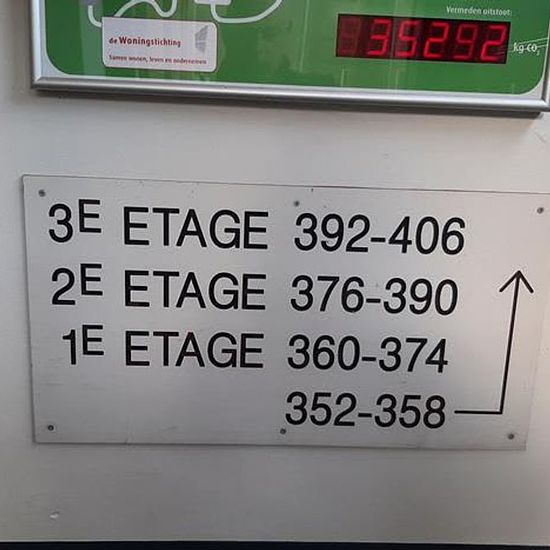 Vermeden uitstoot:
de Woningstichting
Samen wonen, leven en ondernemen
35292 kg CO₂
3E ETAGE 392-406
2E ETAGE 376-390
1E ETAGE 360-374
352-358